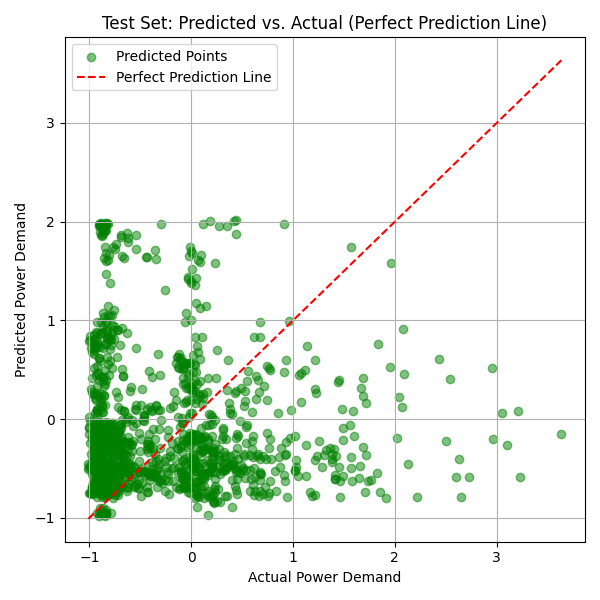 Test Set: Predicted vs. Actual (Perfect Prediction Line)
Predicted Points
Perfect Prediction Line
Predicted Power Demand
3
2
1
0
−1
−1
0
1
2
3
Actual Power Demand